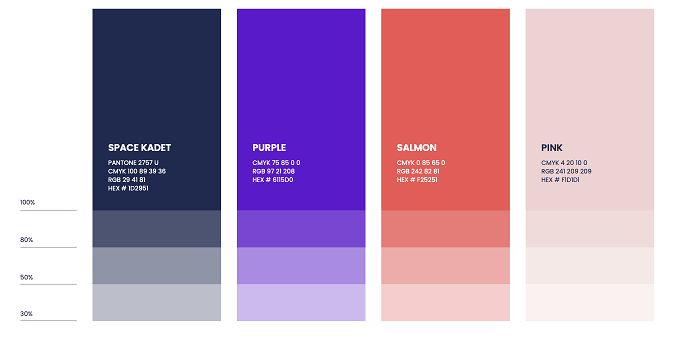 SPACE KADET
PANTONE 2757 U
CMYK 100 89 39 36
RGB 29 41 81
HEX # 1D2951
PURPLE
CMYK 75 85 0 0
RGB 97 21 208
HEX # 6115D0
SALMON
CMYK 0 85 65 0
RGB 242 82 81
HEX # F25251
PINK
CMYK 4 20 10 0
RGB 241 209 209
HEX # F1D1D1
100%
80%
50%
30%